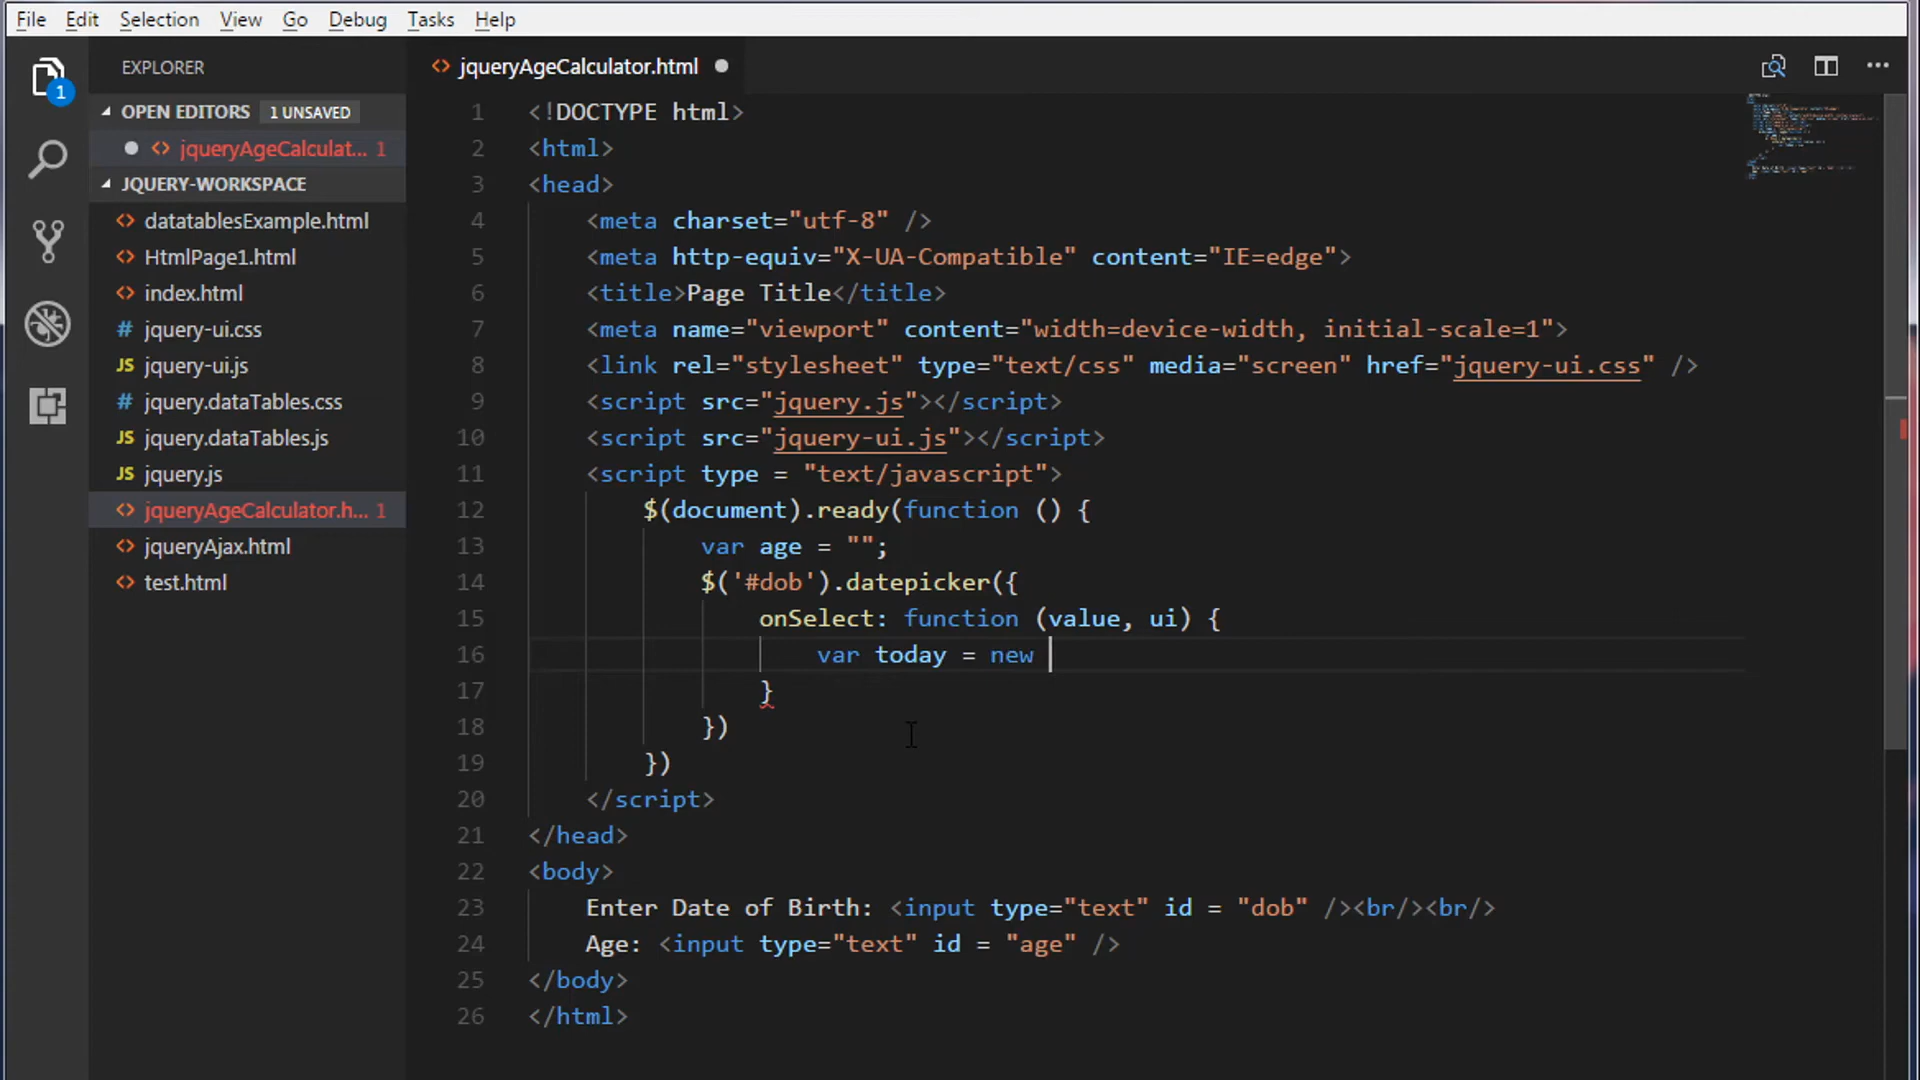 File Edit Selection View Go Debug Tasks Help
EXPLORER
OPEN EDITORS 1 UNSAVED
jqueryAgeCalculat... 1
JQUERY-WORKSPACE
datatablesExample.html
HtmlPage1.html
index.html
# jquery-ui.css
JS jquery-ui.js
# jquery.dataTables.css
JS jquery.dataTables.js
JS jquery.js
jqueryAgeCalculator.h... 1
jqueryAjax.html
test.html
1
jqueryAgeCalculator.html
1 <!DOCTYPE html>
2 <html>
3 <head>
4 <meta charset="utf-8" />
5 <meta http-equiv="X-UA-Compatible" content="IE=edge">
6 <title>Page Title</title>
7 <meta name="viewport" content="width=device-width, initial-scale=1">
8 <link rel="stylesheet" type="text/css" media="screen" href="jquery-ui.css" />
9 <script src="jquery.js"></script>
10 <script src="jquery-ui.js"></script>
11 <script type = "text/javascript">
12 $(document).ready(function () {
13 var age = "";
14 $('#dob').datepicker({
15 onSelect: function (value, ui) {
16 var today = new
17 }
18 })
19 })
20 </script>
21 </head>
22 <body>
23 Enter Date of Birth: <input type="text" id = "dob" /><br/><br/>
24 Age: <input type="text" id = "age" />
25 </body>
26 </html>